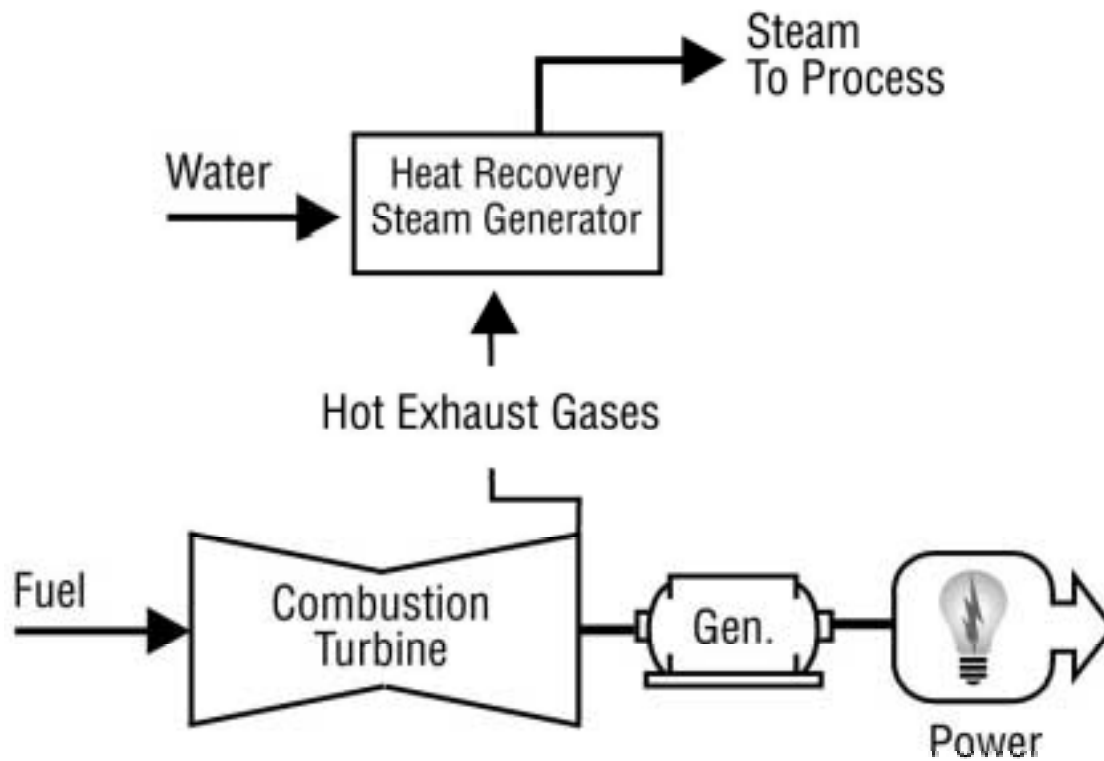 Steam
To Process
Water
Heat Recovery
Steam Generator
Hot Exhaust Gases
Fuel
Combustion
Turbine
Gen.
Power